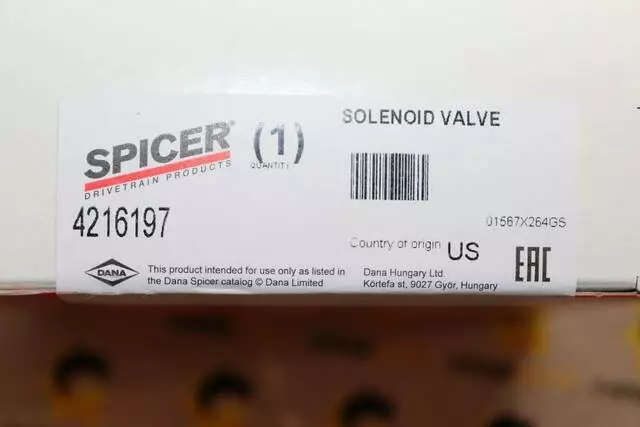 SPICER®
DRIVETRAIN PRODUCTS
(1)
QUANTITY
SOLENOID VALVE
4216197
01567X264GS
Country of origin US
EAC
DANA
This product intended for use only as listed in
the Dana Spicer catalog © Dana Limited
Dana Hungary Ltd.
Körtefa st, 9027 Györ, Hungary